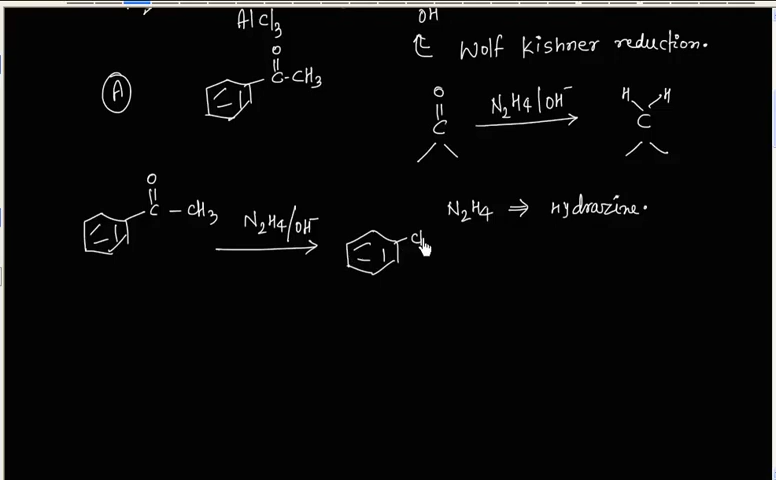 AlCl3
OH
Wolf Kishner reduction.
O
C-CH3
A
O
C
N2H4/OH-
H H
C
O
C-CH3
N2H4/OH-
N2H4 ⇒ Hydrazine.